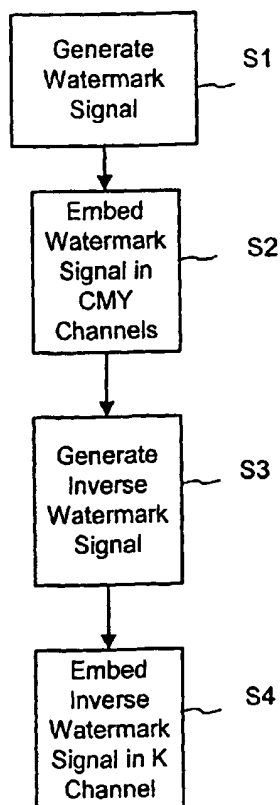 Generate
Watermark
Signal
S1
Embed
Watermark
Signal in
CMY
Channels
S2
Generate
Inverse
Watermark
Signal
S3
Embed
Inverse
Watermark
Signal in K
Channel
S4